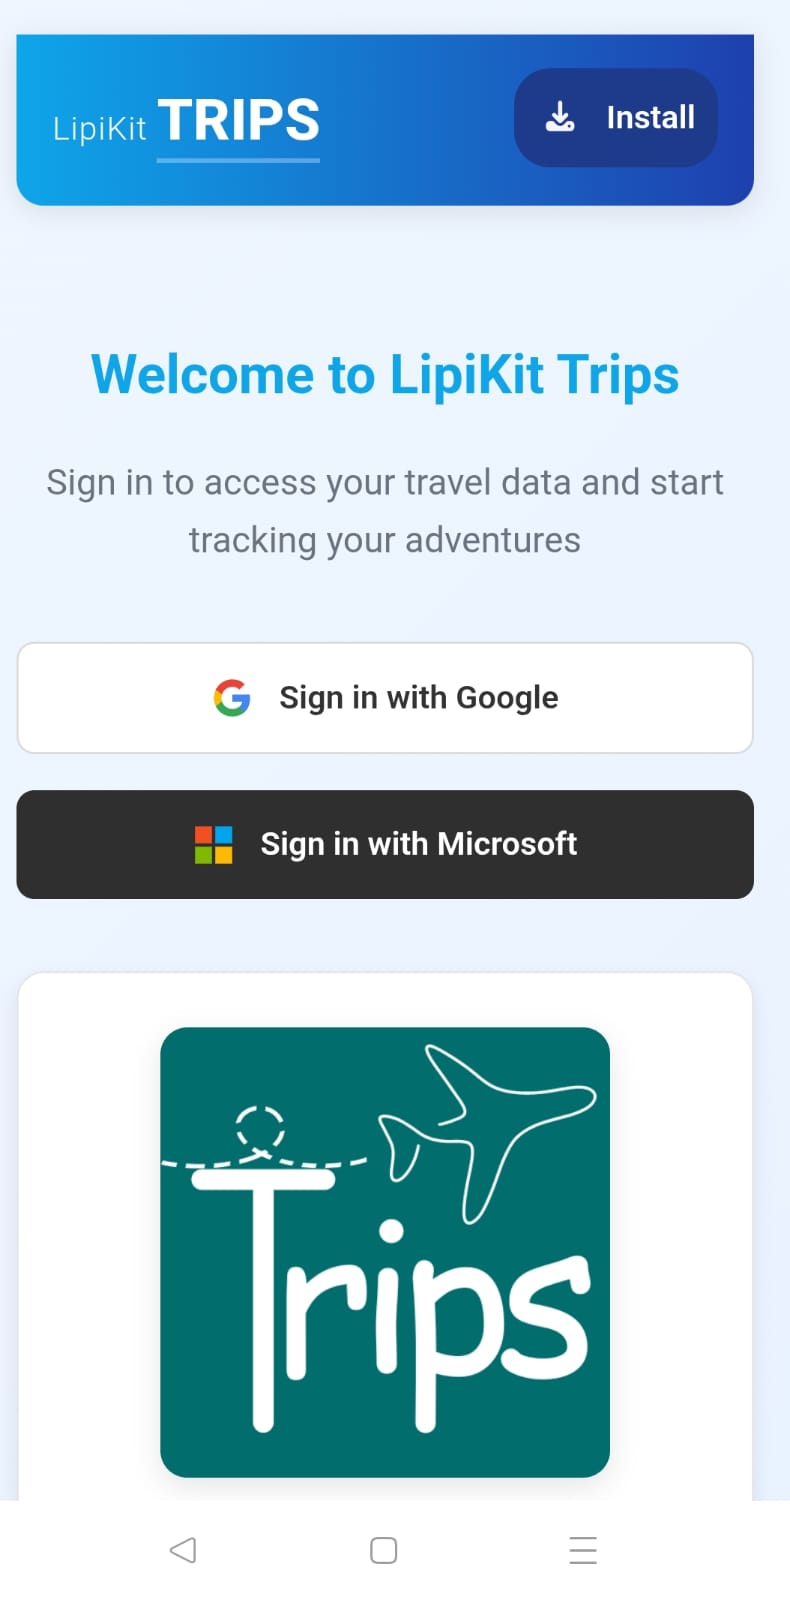 LipiKit TRIPS
Install
Welcome to LipiKit Trips
Sign in to access your travel data and start
tracking your adventures
Sign in with Google
Sign in with Microsoft
Trips